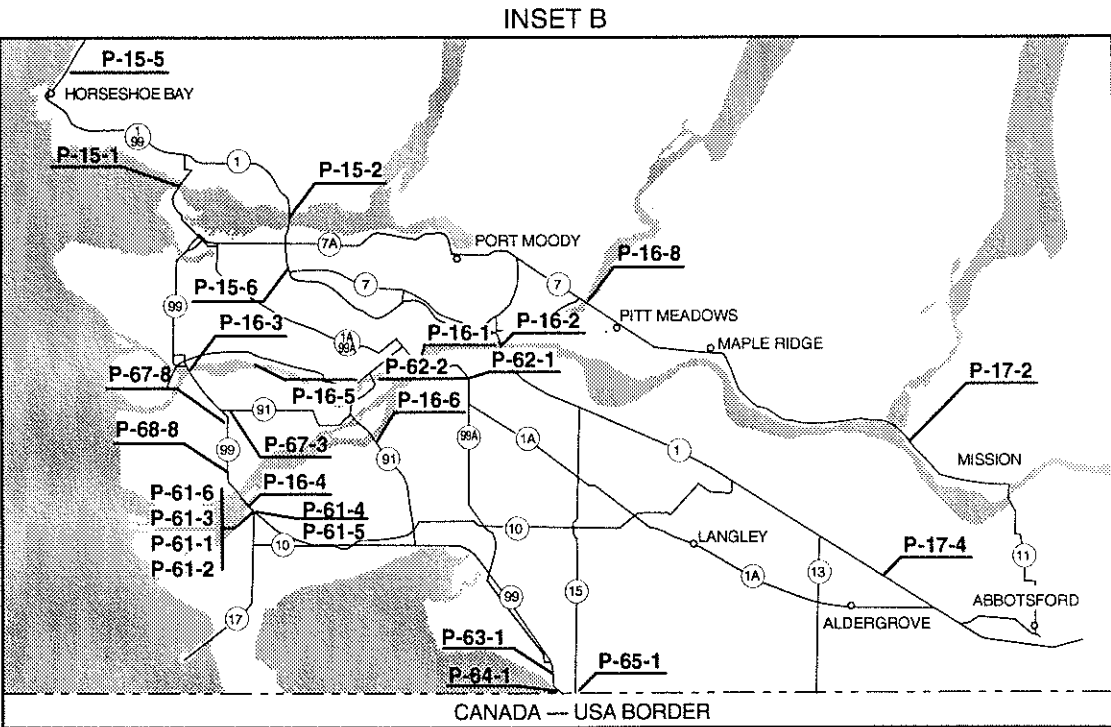 INSET B
P-15-5
HORSESHOE BAY
1
99
P-15-1
1
P-15-2
7A
PORT MOODY
P-16-8
P-15-6
7
7
99
P-16-3
PITT MEADOWS
1A
99A
P-16-1
P-16-2
MAPLE RIDGE
P-62-2
P-62-1
P-67-8
P-16-5
P-17-2
91
P-16-6
1A
99A
1
P-68-8
99
P-67-3
91
MISSION
P-16-4
P-61-6
P-61-3
P-61-4
P-61-1
P-61-5
P-61-2
10
10
LANGLEY
P-17-4
11
1A
13
15
99
ABBOTSFORD
17
ALDERGROVE
P-63-1
P-64-1
P-65-1
CANADA — USA BORDER